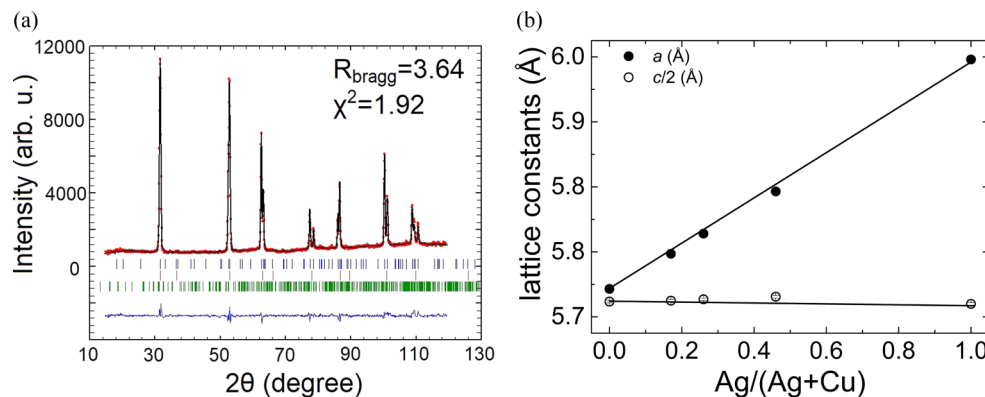 (a)
12000
8000
4000
0
Intensity (arb. u.)
R_bragg=3.64
χ²=1.92
10 30 50 70 90 110 130
2θ (degree)
(b)
a (Å)
c/2 (Å)
6.0
5.9
5.8
5.8
5.7
lattice constants (Å)
0.0 0.2 0.4 0.6 0.8 1.0
Ag/(Ag+Cu)